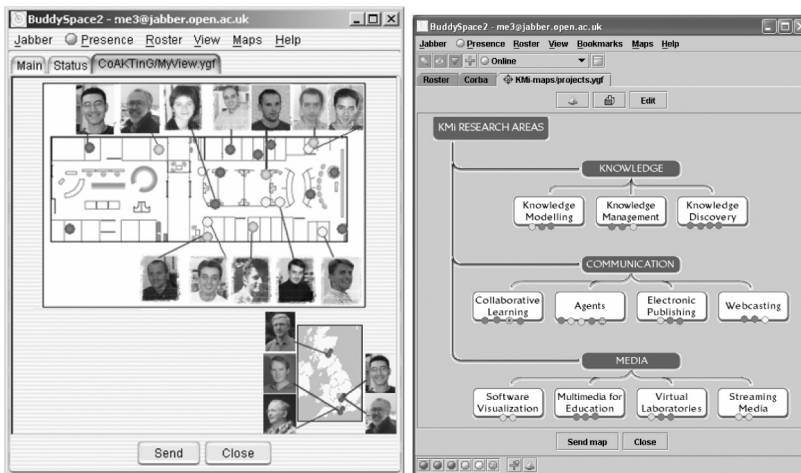 BuddySpace2 - me3@jabber.open.ac.uk
Jabber Presence Roster View Maps Help
Main Status CoAKTinG/MyView.ygf
Send Close
BuddySpace2 - me3@jabber.open.ac.uk
Jabber Presence Roster View Bookmarks Maps Help
Online
Roster Corba KMi-maps/projects.ygf
Edit
KMi RESEARCH AREAS
KNOWLEDGE
Knowledge Modelling
Knowledge Management
Knowledge Discovery
COMMUNICATION
Collaborative Learning
Agents
Electronic Publishing
Webcasting
MEDIA
Software Visualization
Multimedia for Education
Virtual Laboratories
Streaming Media
Send map Close